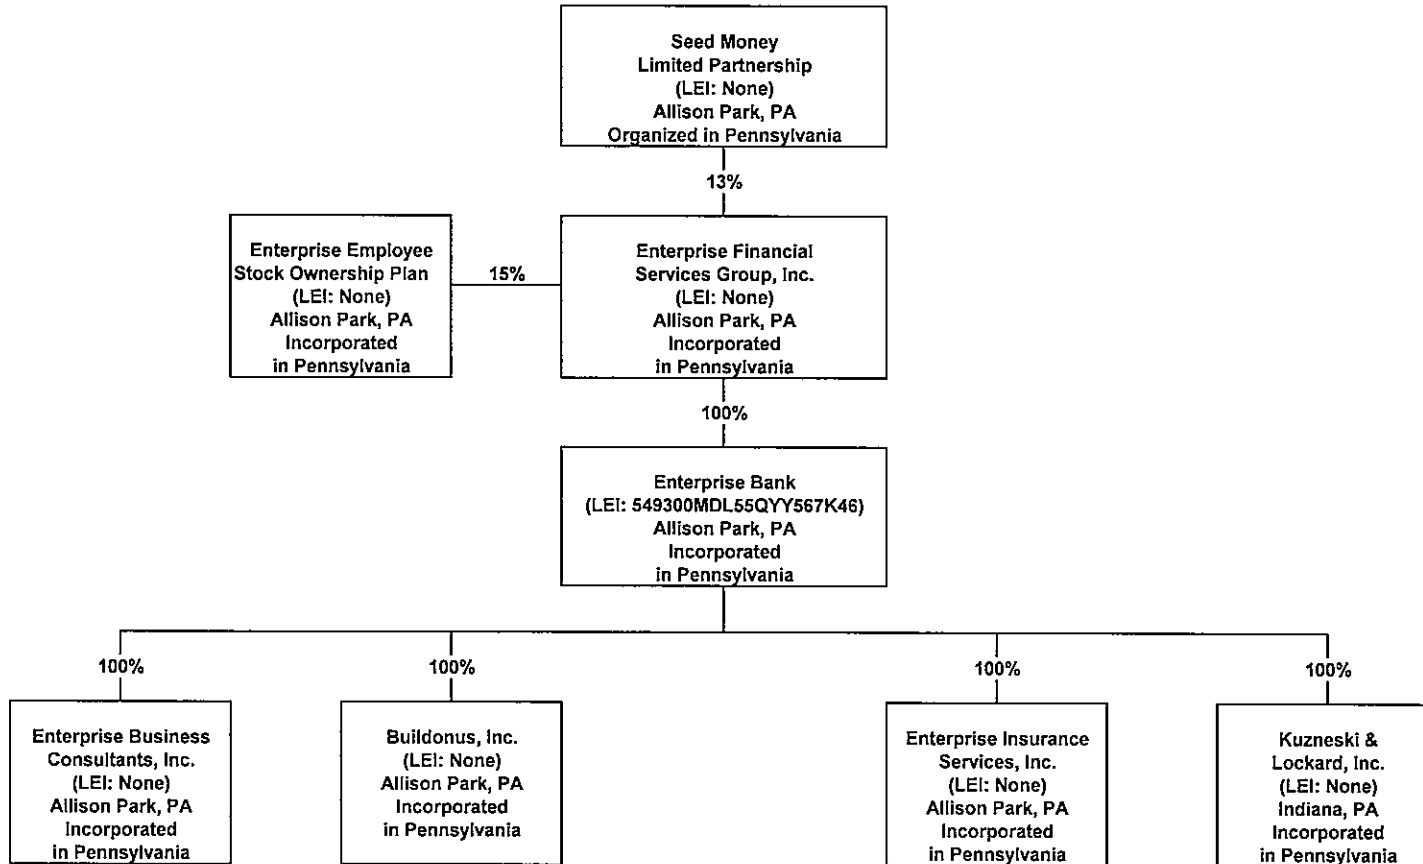 Seed Money
Limited Partnership
(LEI: None)
Allison Park, PA
Organized in Pennsylvania
13%
Enterprise Employee
Stock Ownership Plan
(LEI: None)
Allison Park, PA
Incorporated
in Pennsylvania
15%
Enterprise Financial
Services Group, Inc.
(LEI: None)
Allison Park, PA
Incorporated
in Pennsylvania
100%
Enterprise Bank
(LEI: 549300MDL55QYY567K46)
Allison Park, PA
Incorporated
in Pennsylvania
100%
100%
100%
100%
Enterprise Business
Consultants, Inc.
(LEI: None)
Allison Park, PA
Incorporated
in Pennsylvania
Buildonus, Inc.
(LEI: None)
Allison Park, PA
Incorporated
in Pennsylvania
Enterprise Insurance
Services, Inc.
(LEI: None)
Allison Park, PA
Incorporated
in Pennsylvania
Kuzneski &
Lockard, Inc.
(LEI: None)
Indiana, PA
Incorporated
in Pennsylvania